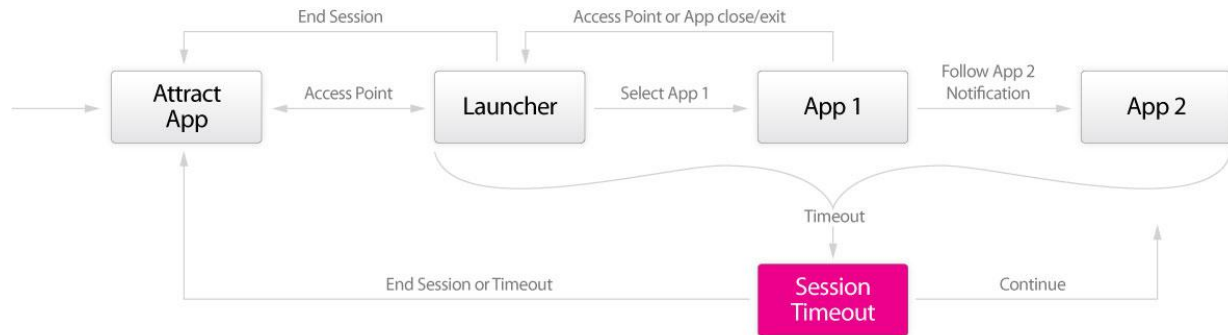 End Session
Access Point or App close/exit
Attract
App
Access Point
Launcher
Select App 1
App 1
Follow App 2
Notification
App 2
Timeout
End Session or Timeout
Session
Timeout
Continue